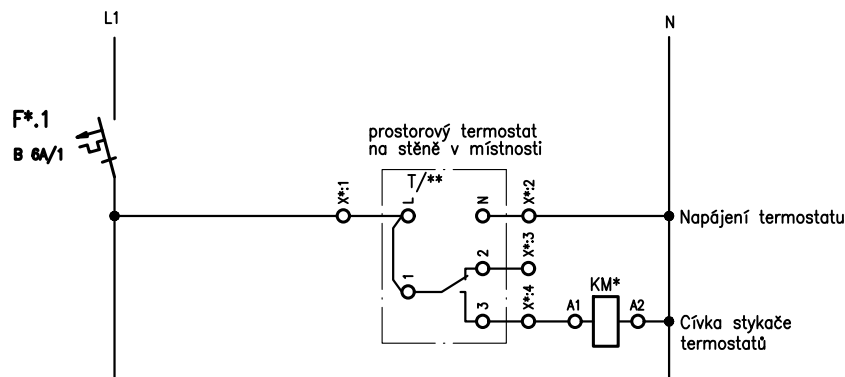 L1
N
F*.1
B 6A/1
prostorový termostat
na stěně v místnosti
T/**
X*:1
L
N
X*:2
Napájení termostatu
X*:3
2
1
KM*
X*:4
3
A1
A2
Cívka stykače
termostatů